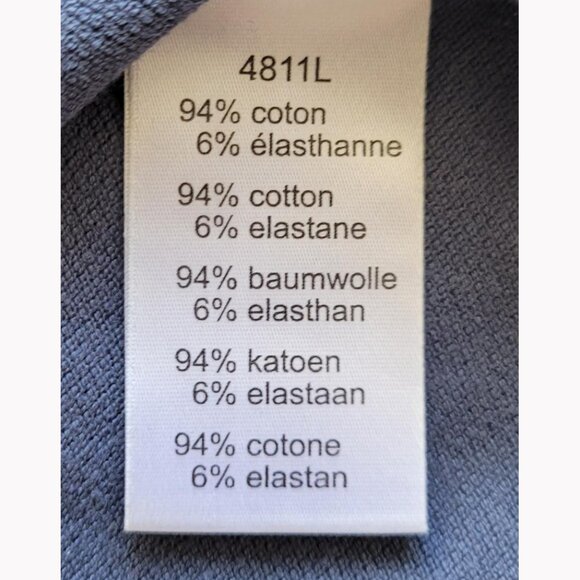 4811L
94% coton
6% élasthanne
94% cotton
6% elastane
94% baumwolle
6% elasthan
94% katoen
6% elastaan
94% cotone
6% elastan